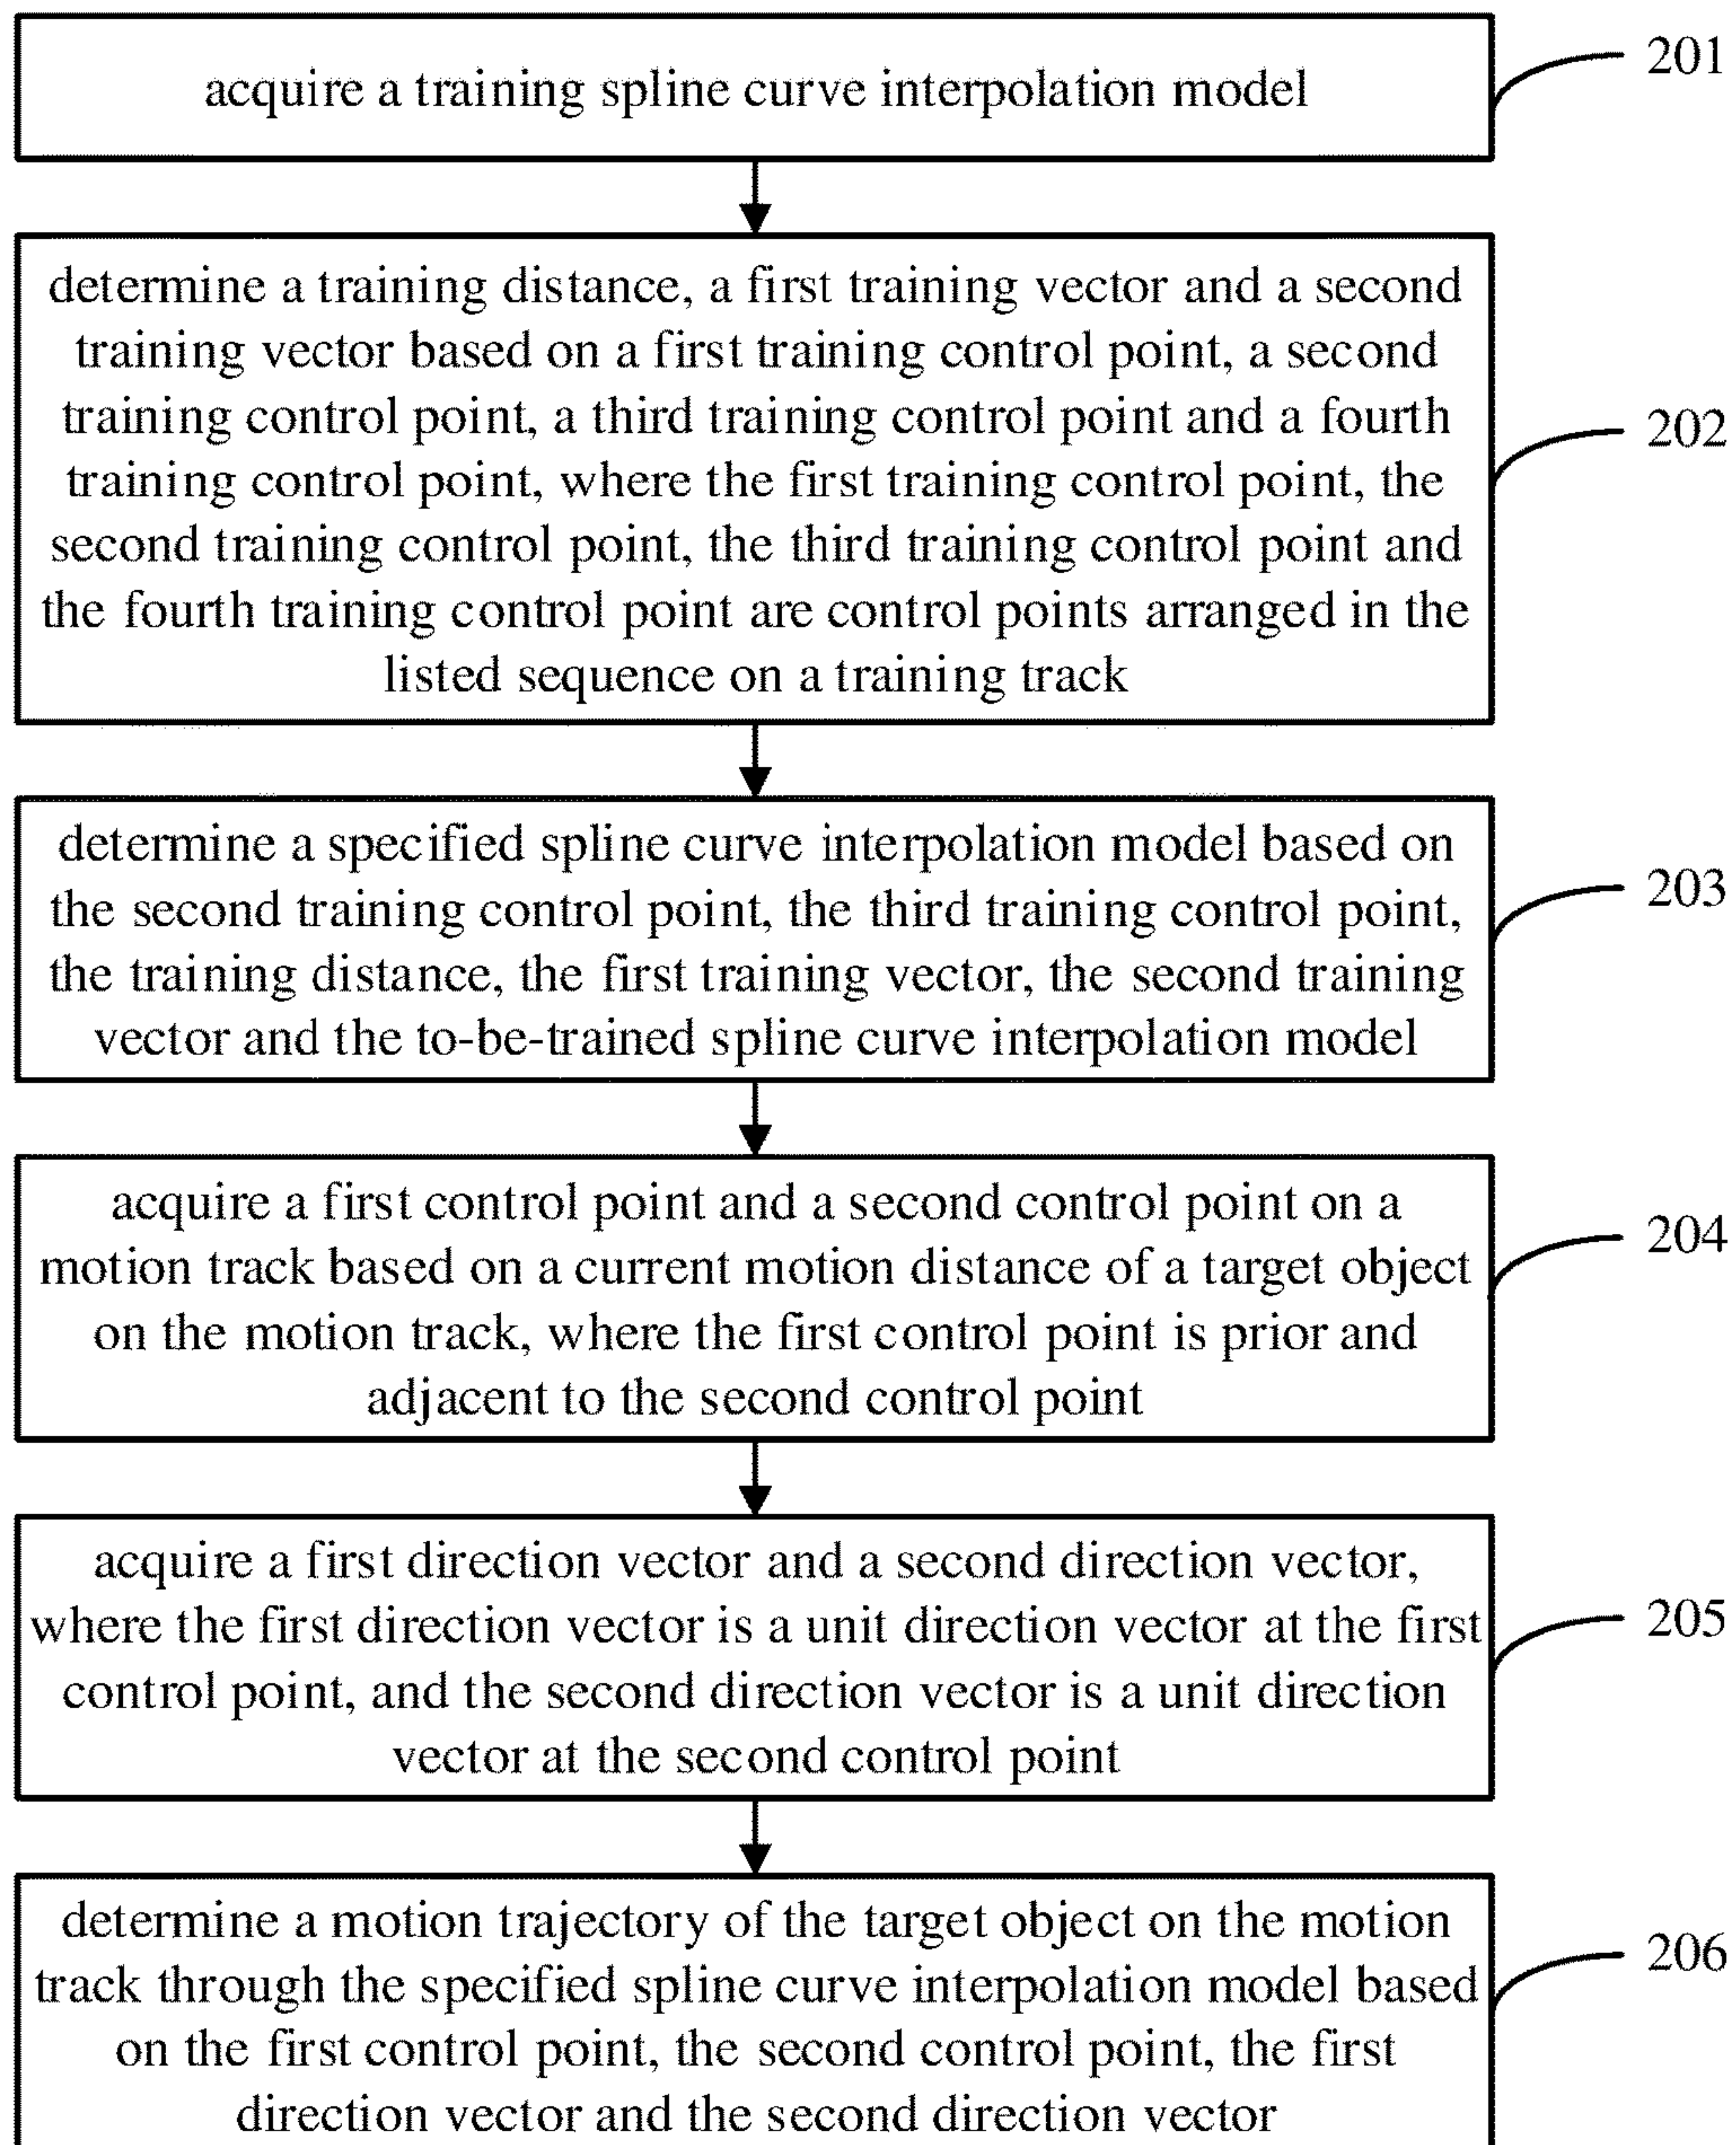 acquire a training spline curve interpolation model
201
determine a training distance, a first training vector and a second
training vector based on a first training control point, a second
training control point, a third training control point and a fourth
training control point, where the first training control point, the
second training control point, the third training control point and
the fourth training control point are control points arranged in the
listed sequence on a training track
202
determine a specified spline curve interpolation model based on
the second training control point, the third training control point,
the training distance, the first training vector, the second training
vector and the to-be-trained spline curve interpolation model
203
acquire a first control point and a second control point on a
motion track based on a current motion distance of a target object
on the motion track, where the first control point is prior and
adjacent to the second control point
204
acquire a first direction vector and a second direction vector,
where the first direction vector is a unit direction vector at the first
control point, and the second direction vector is a unit direction
vector at the second control point
205
determine a motion trajectory of the target object on the motion
track through the specified spline curve interpolation model based
on the first control point, the second control point, the first
direction vector and the second direction vector
206